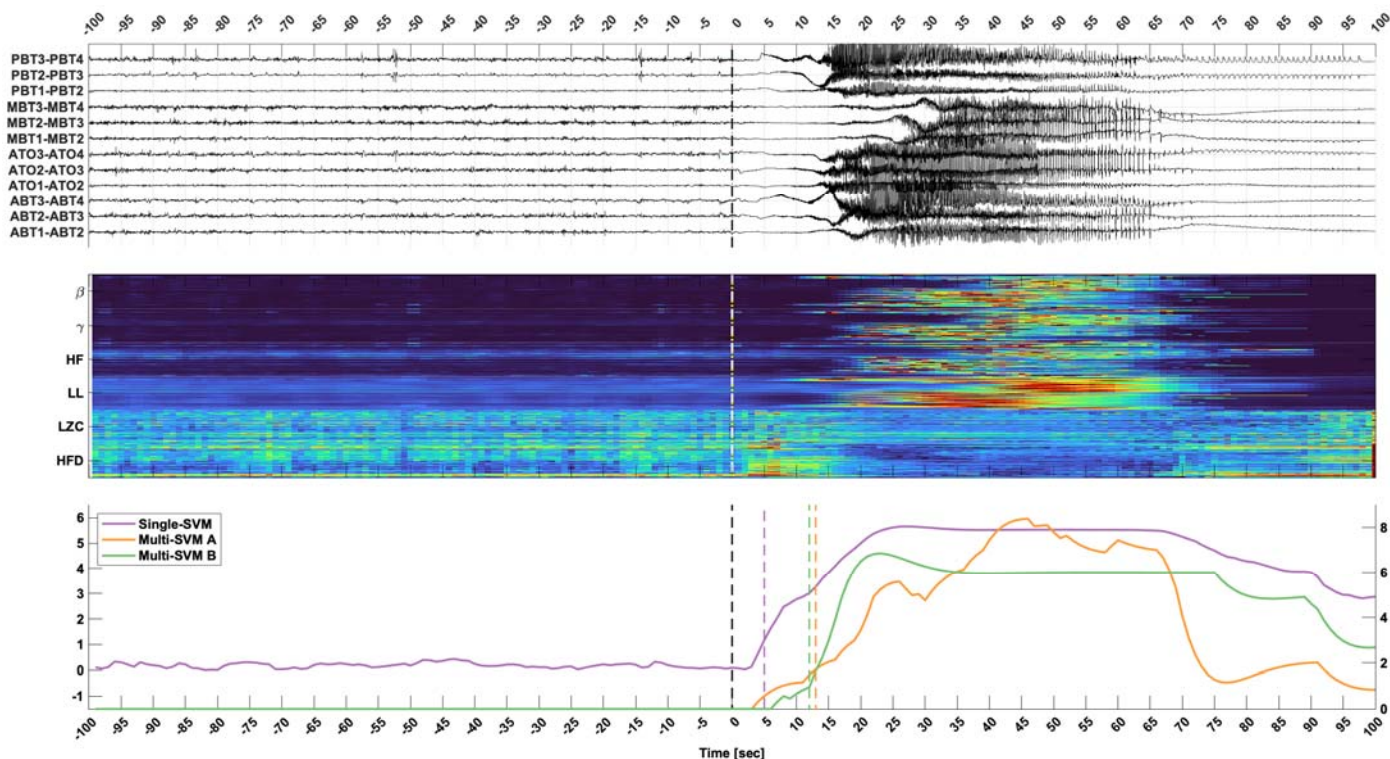 -100 -95 -90 -85 -80 -75 -70 -65 -60 -55 -50 -45 -40 -35 -30 -25 -20 -15 -10 -5 0 5 10 15 20 25 30 35 40 45 50 55 60 65 70 75 80 85 90 95 100
PBT3-PBT4
PBT2-PBT3
PBT1-PBT2
MBT3-MBT4
MBT2-MBT3
MBT1-MBT2
ATO3-ATO4
ATO2-ATO3
ATO1-ATO2
ABT3-ABT4
ABT2-ABT3
ABT1-ABT2
β
γ
HF
LL
LZC
HFD
Single-SVM
Multi-SVM A
Multi-SVM B
6
5
4
3
2
1
0
-1
8
6
4
2
0
-100 -95 -90 -85 -80 -75 -70 -65 -60 -55 -50 -45 -40 -35 -30 -25 -20 -15 -10 -5 0 5 10 15 20 25 30 35 40 45 50 55 60 65 70 75 80 85 90 95 100
Time [sec]